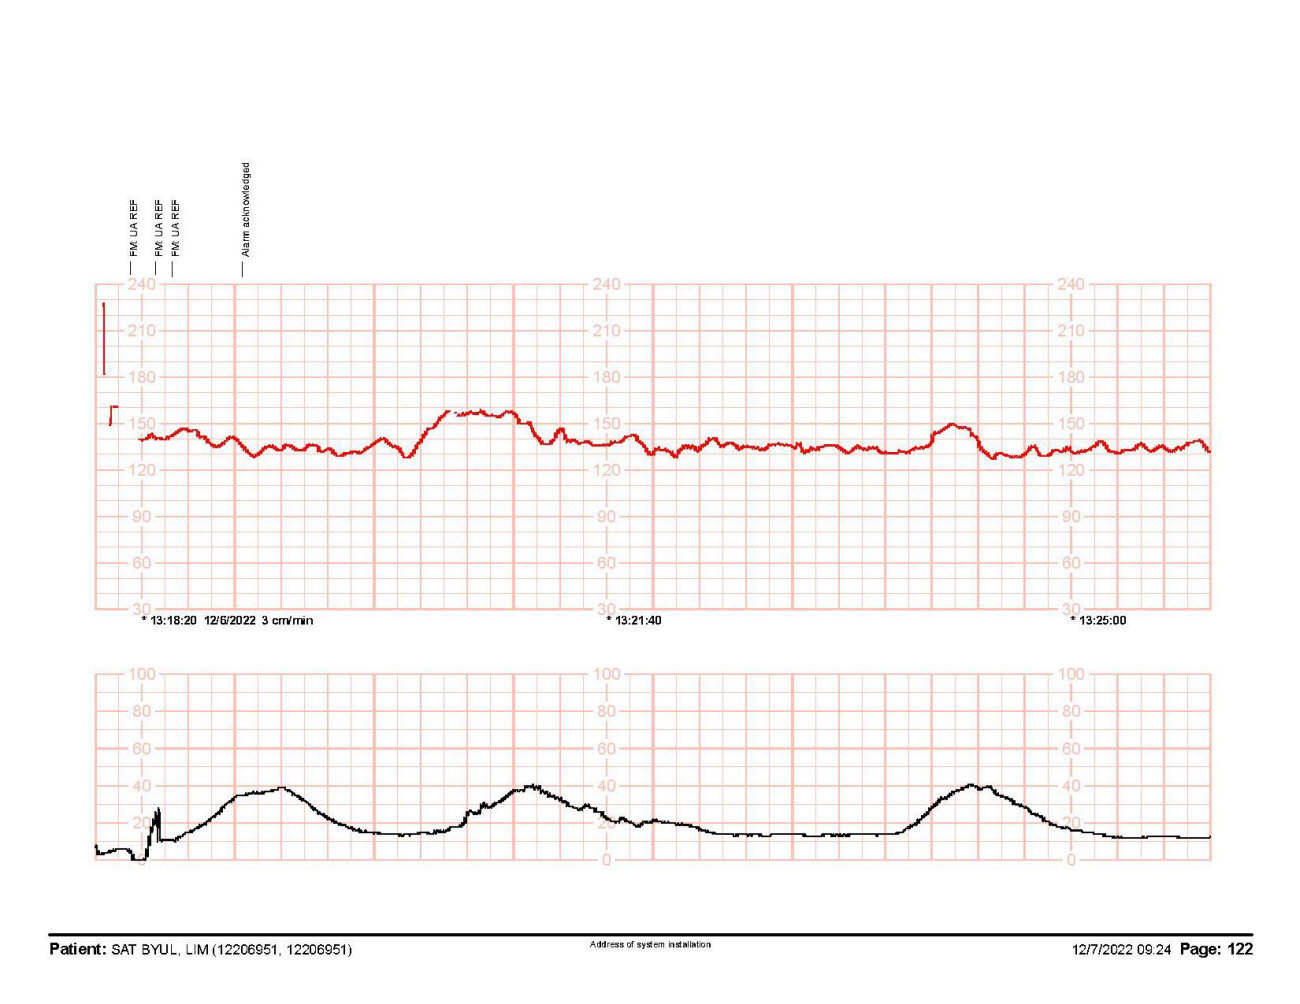 FM: UA REF
FM: UA REF
FM: UA REF
Alarm acknowledged
240 240 240
210 210 210
180 180 180
150 150 150
120 120 120
90 90 90
60 60 60
30 30 30
* 13:18:20 12/6/2022 3 cm/min * 13:21:40 * 13:25:00
100 100 100
80 80 80
60 60 60
40 40 40
20 20 20
0 0 0
Patient: SAT BYUL, LIM (12206951, 12206951) Address of system installation 12/7/2022 09:24 Page: 122